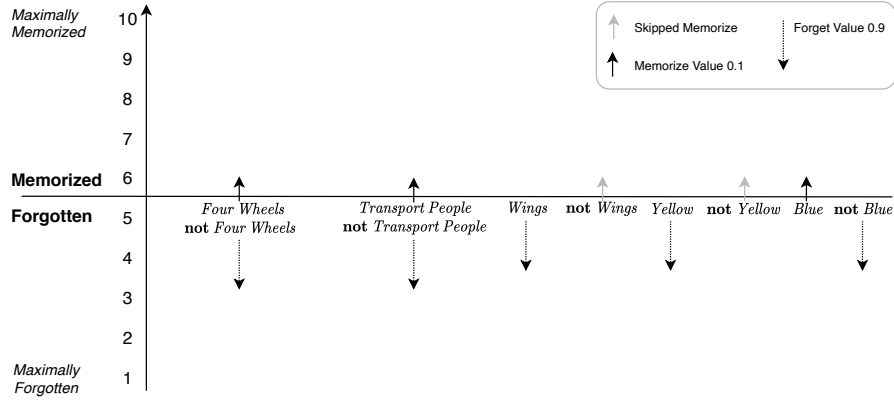 Maximally
Memorized
10
9
8
7
6
Memorized
Forgotten
5
4
3
2
1
Maximally
Forgotten
Skipped Memorize
Memorize Value 0.1
Forget Value 0.9
Four Wheels
not Four Wheels
Transport People
not Transport People
Wings
not Wings
Yellow
not Yellow
Blue
not Blue